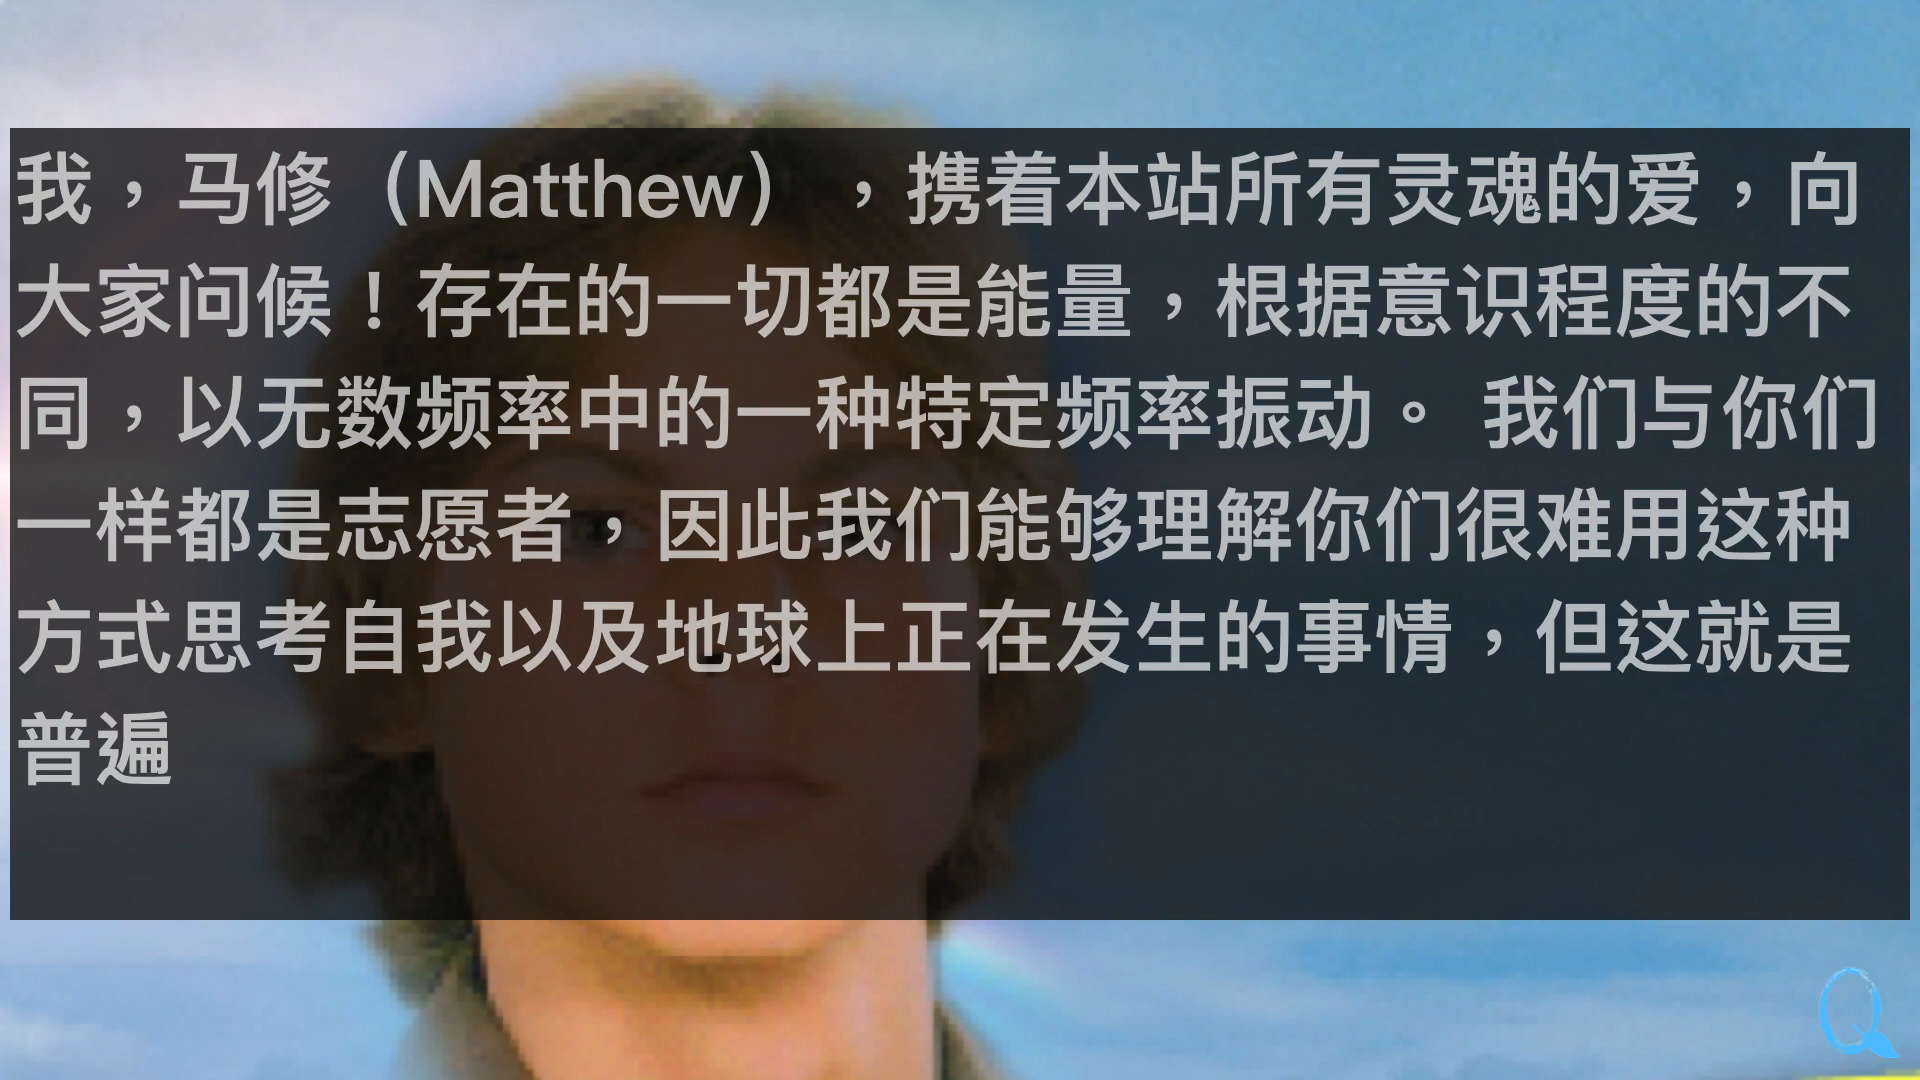 我，马修（Matthew），携着本站所有灵魂的爱，向
大家问候！存在的一切都是能量，根据意识程度的不
同，以无数频率中的一种特定频率振动。 我们与你们
一样都是志愿者，因此我们能够理解你们很难用这种
方式思考自我以及地球上正在发生的事情，但这就是
普遍
Q